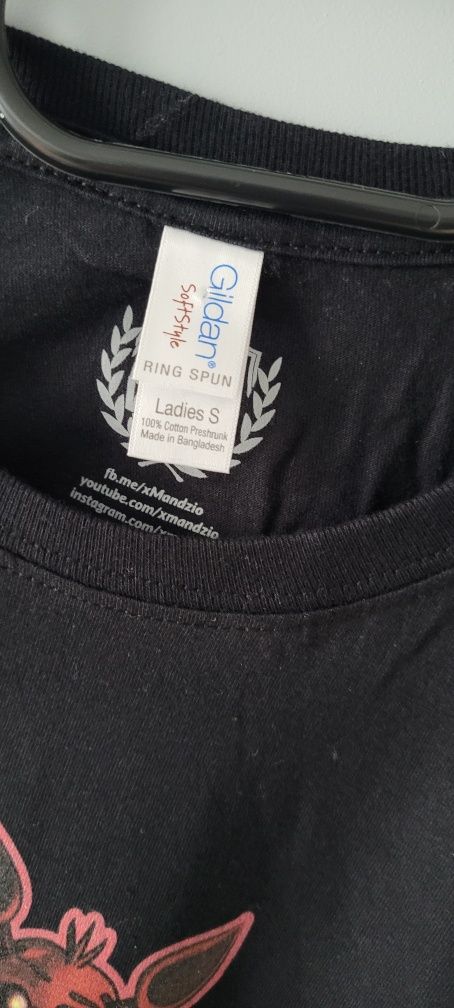 Gildan®
Softstyle
RING SPUN
Ladies S
100% Cotton Preshrunk
Made in Bangladesh
fb.me/xMandzio
youtube.com/xmandzio
instagram.com/